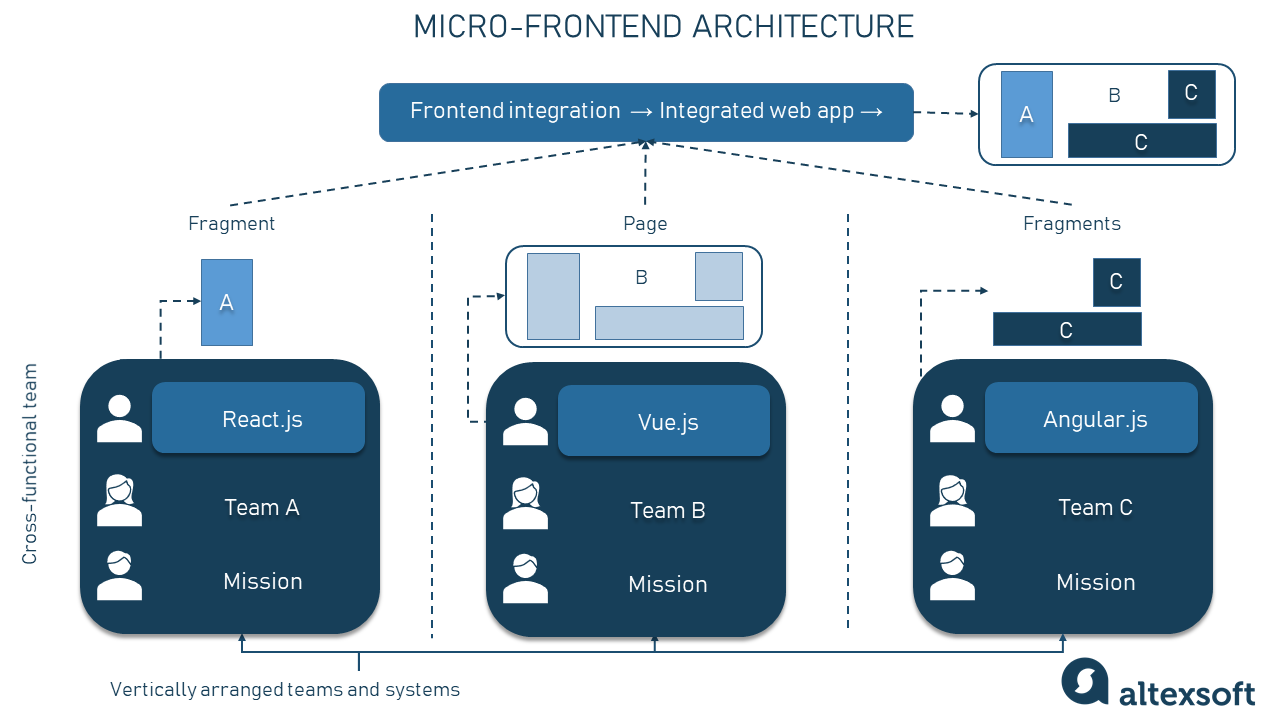 MICRO-FRONTEND ARCHITECTURE
Frontend integration → Integrated web app →
A
B
C
C
Fragment
Page
Fragments
A
B
C
C
Cross-functional team
React.js
Team A
Mission
Vue.js
Team B
Mission
Angular.js
Team C
Mission
Vertically arranged teams and systems
altexsoft